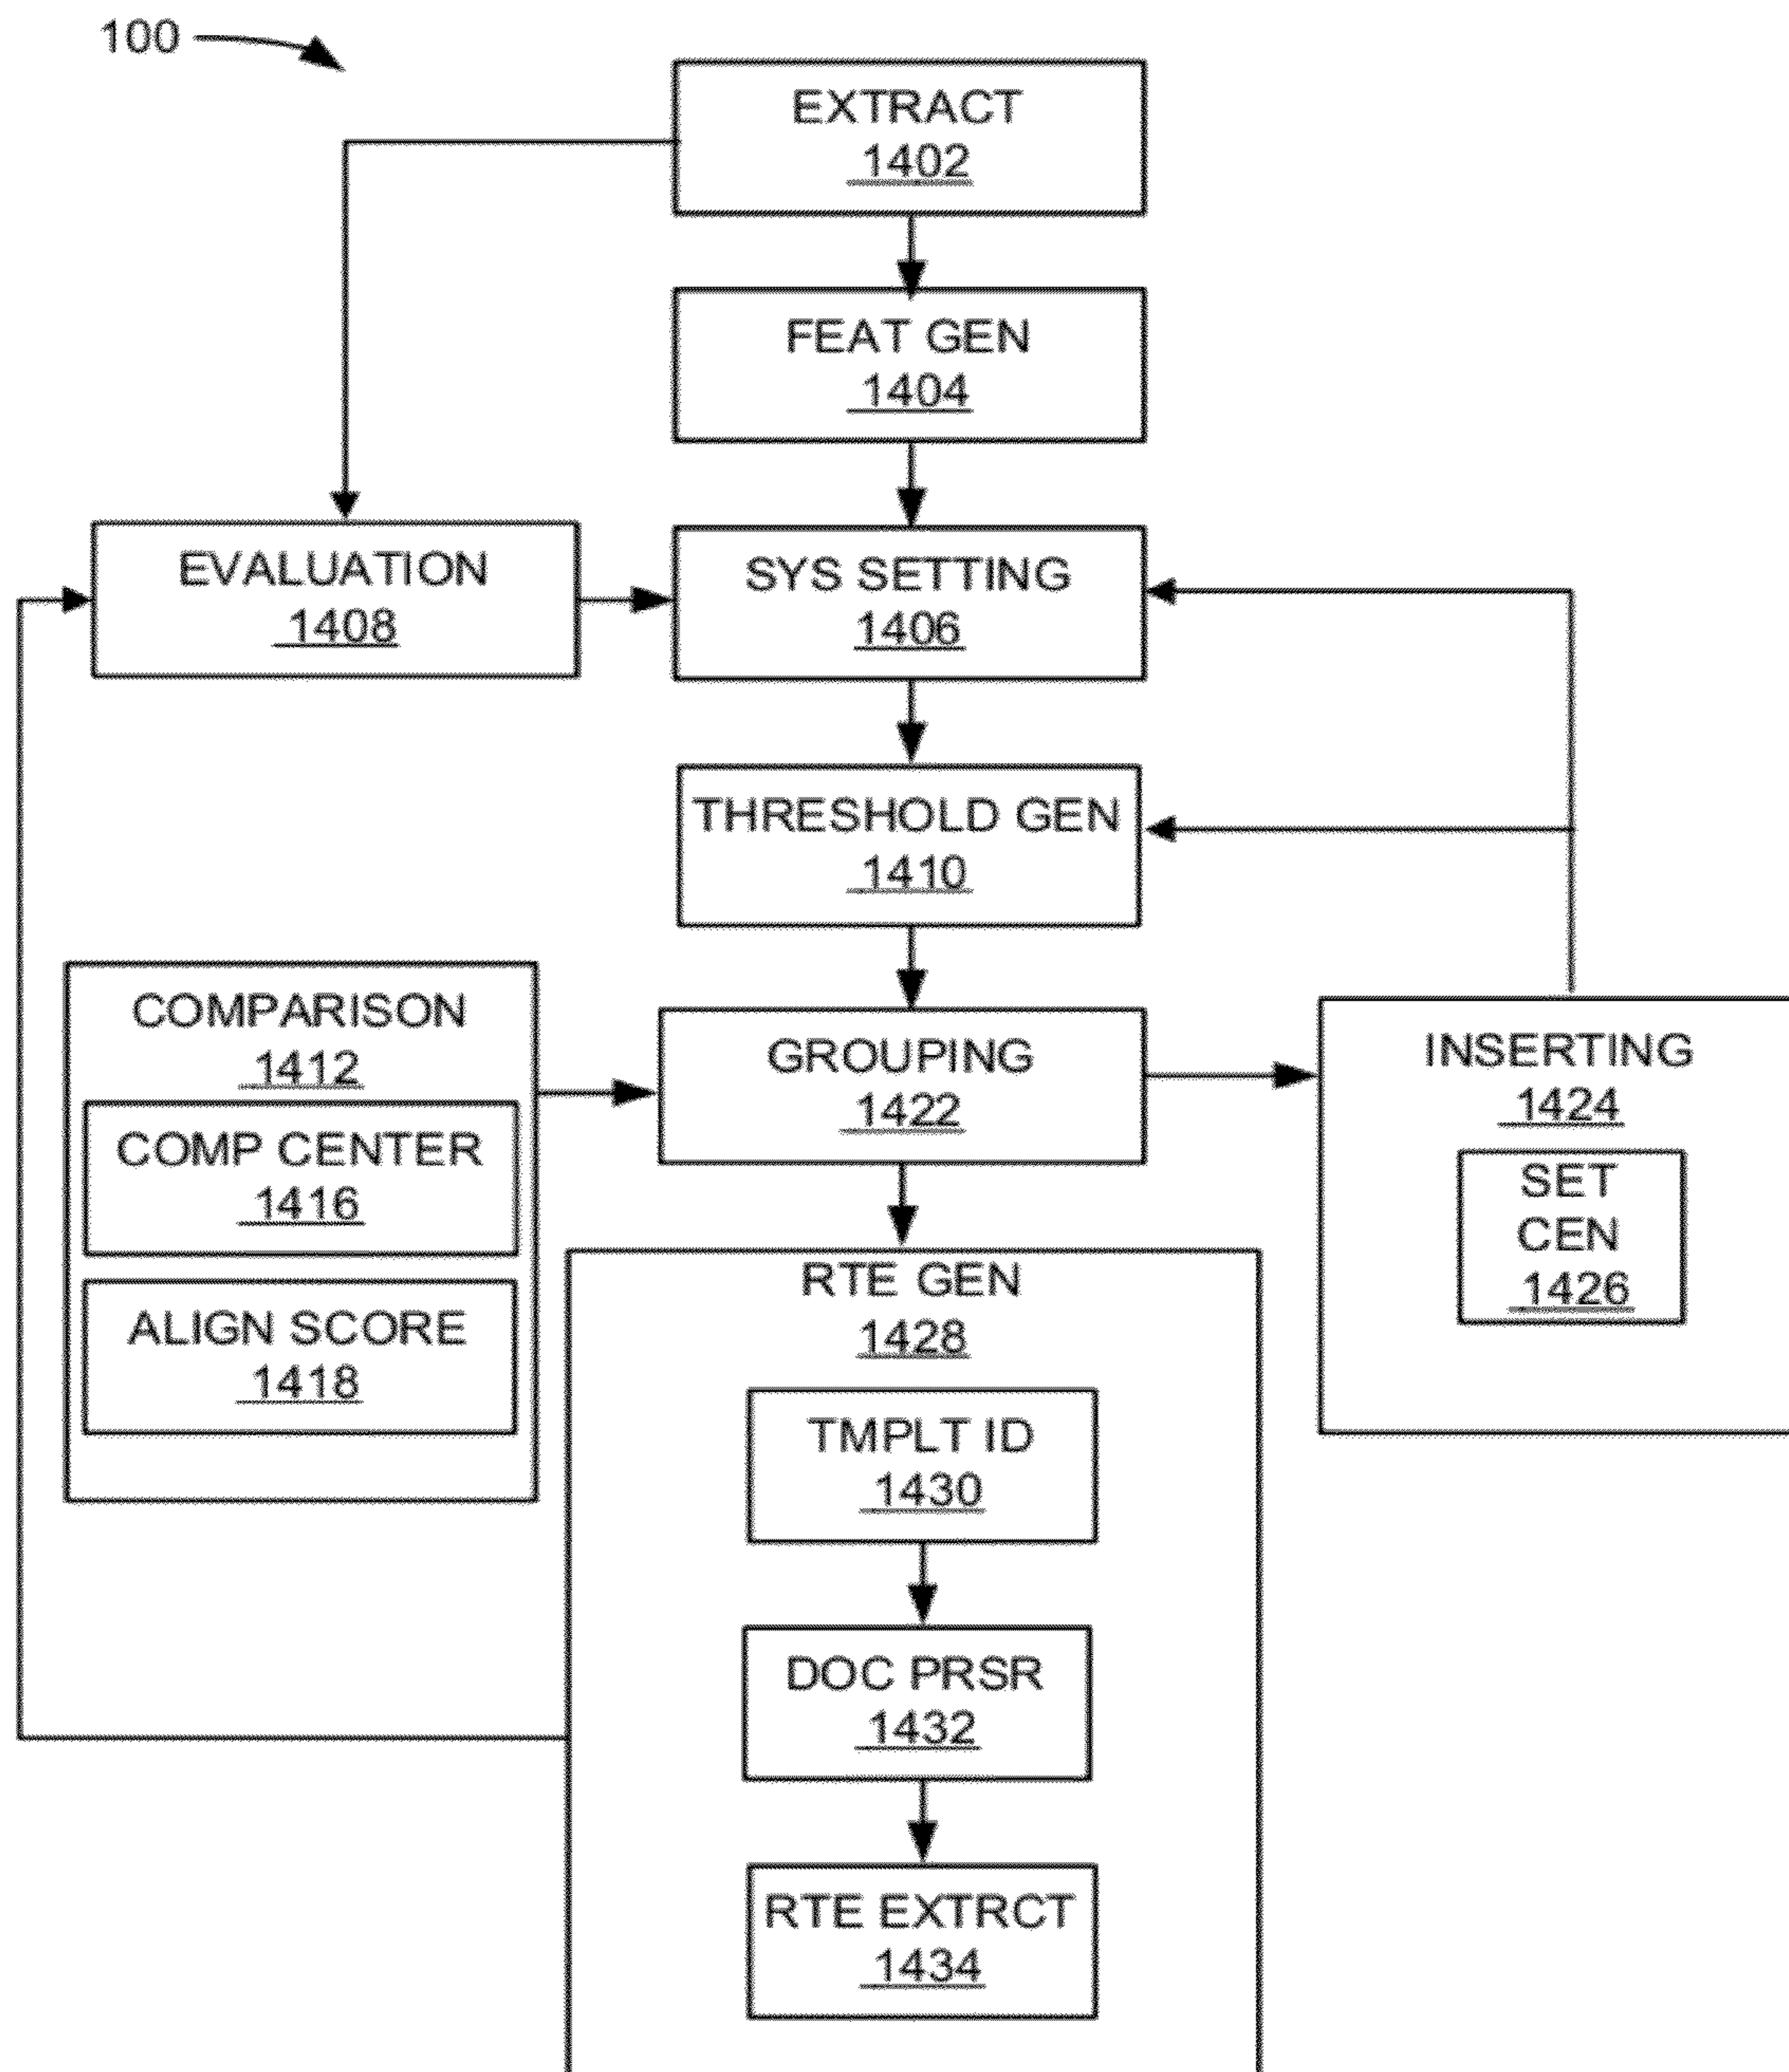 100
EXTRACT
1402
FEAT GEN
1404
EVALUATION
1408
SYS SETTING
1406
THRESHOLD GEN
1410
COMPARISON
1412
COMP CENTER
1416
ALIGN SCORE
1418
GROUPING
1422
INSERTING
1424
SET
CEN
1426
RTE GEN
1428
TMPLT ID
1430
DOC PRSR
1432
RTE EXTRCT
1434